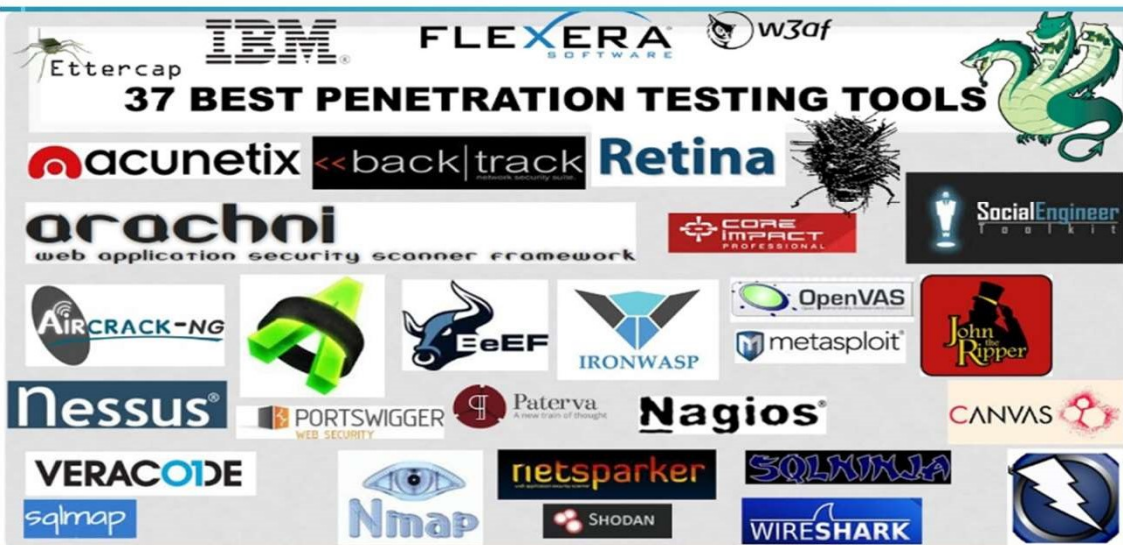 Ettercap
IBM®
FLEXERA
SOFTWARE
w3af
37 BEST PENETRATION TESTING TOOLS
acunetix
<<back|track
network security suite
Retina
arachni
web application security scanner framework
CORE
IMPACT
PROFESSIONAL
SocialEngineer
Toolkit
AIRCRACK-NG
BeEF
IRONWASP
OpenVAS
metasploit®
John
the
Ripper
Nessus®
PORTSWIGGER
WEB SECURITY
Paterva
A new train of thought
Nagios®
CANVAS
VERACODE
Nmap
netsparker
SQLNINJA
sqlmap
SHODAN
WIRESHARK